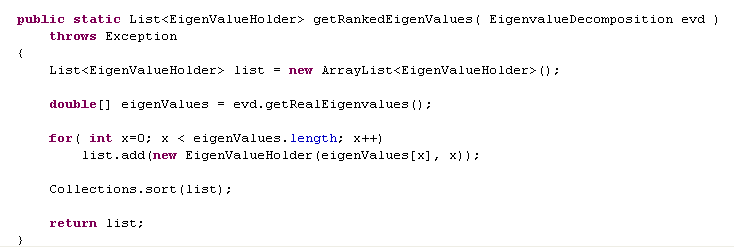 public static List<EigenValueHolder> getRankedEigenValues( EigenvalueDecomposition evd )
    throws Exception
{
    List<EigenValueHolder> list = new ArrayList<EigenValueHolder>();
    double[] eigenValues = evd.getRealEigenvalues();
    for( int x=0; x < eigenValues.length; x++)
        list.add(new EigenValueHolder(eigenValues[x], x));
    Collections.sort(list);
    return list;
}